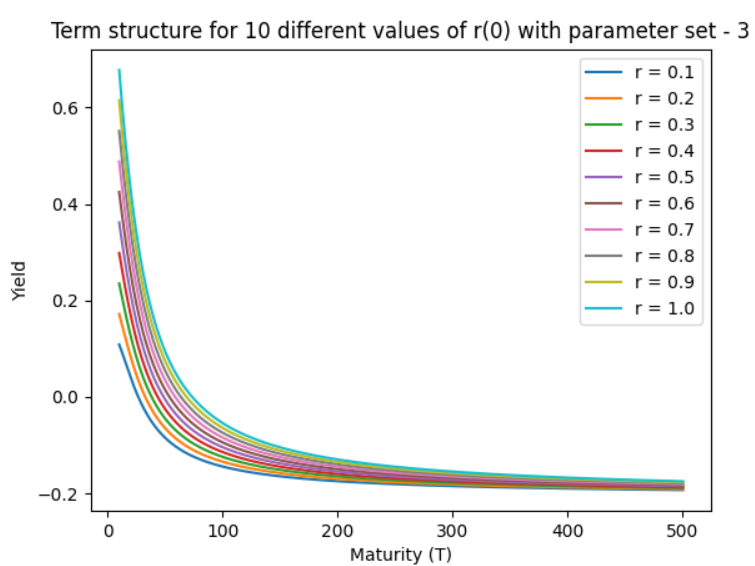 Term structure for 10 different values of r(0) with parameter set - 3
r = 0.1
r = 0.2
r = 0.3
r = 0.4
r = 0.5
r = 0.6
r = 0.7
r = 0.8
r = 0.9
r = 1.0
Yield
0.6
0.4
0.2
0.0
−0.2
0 100 200 300 400 500
Maturity (T)